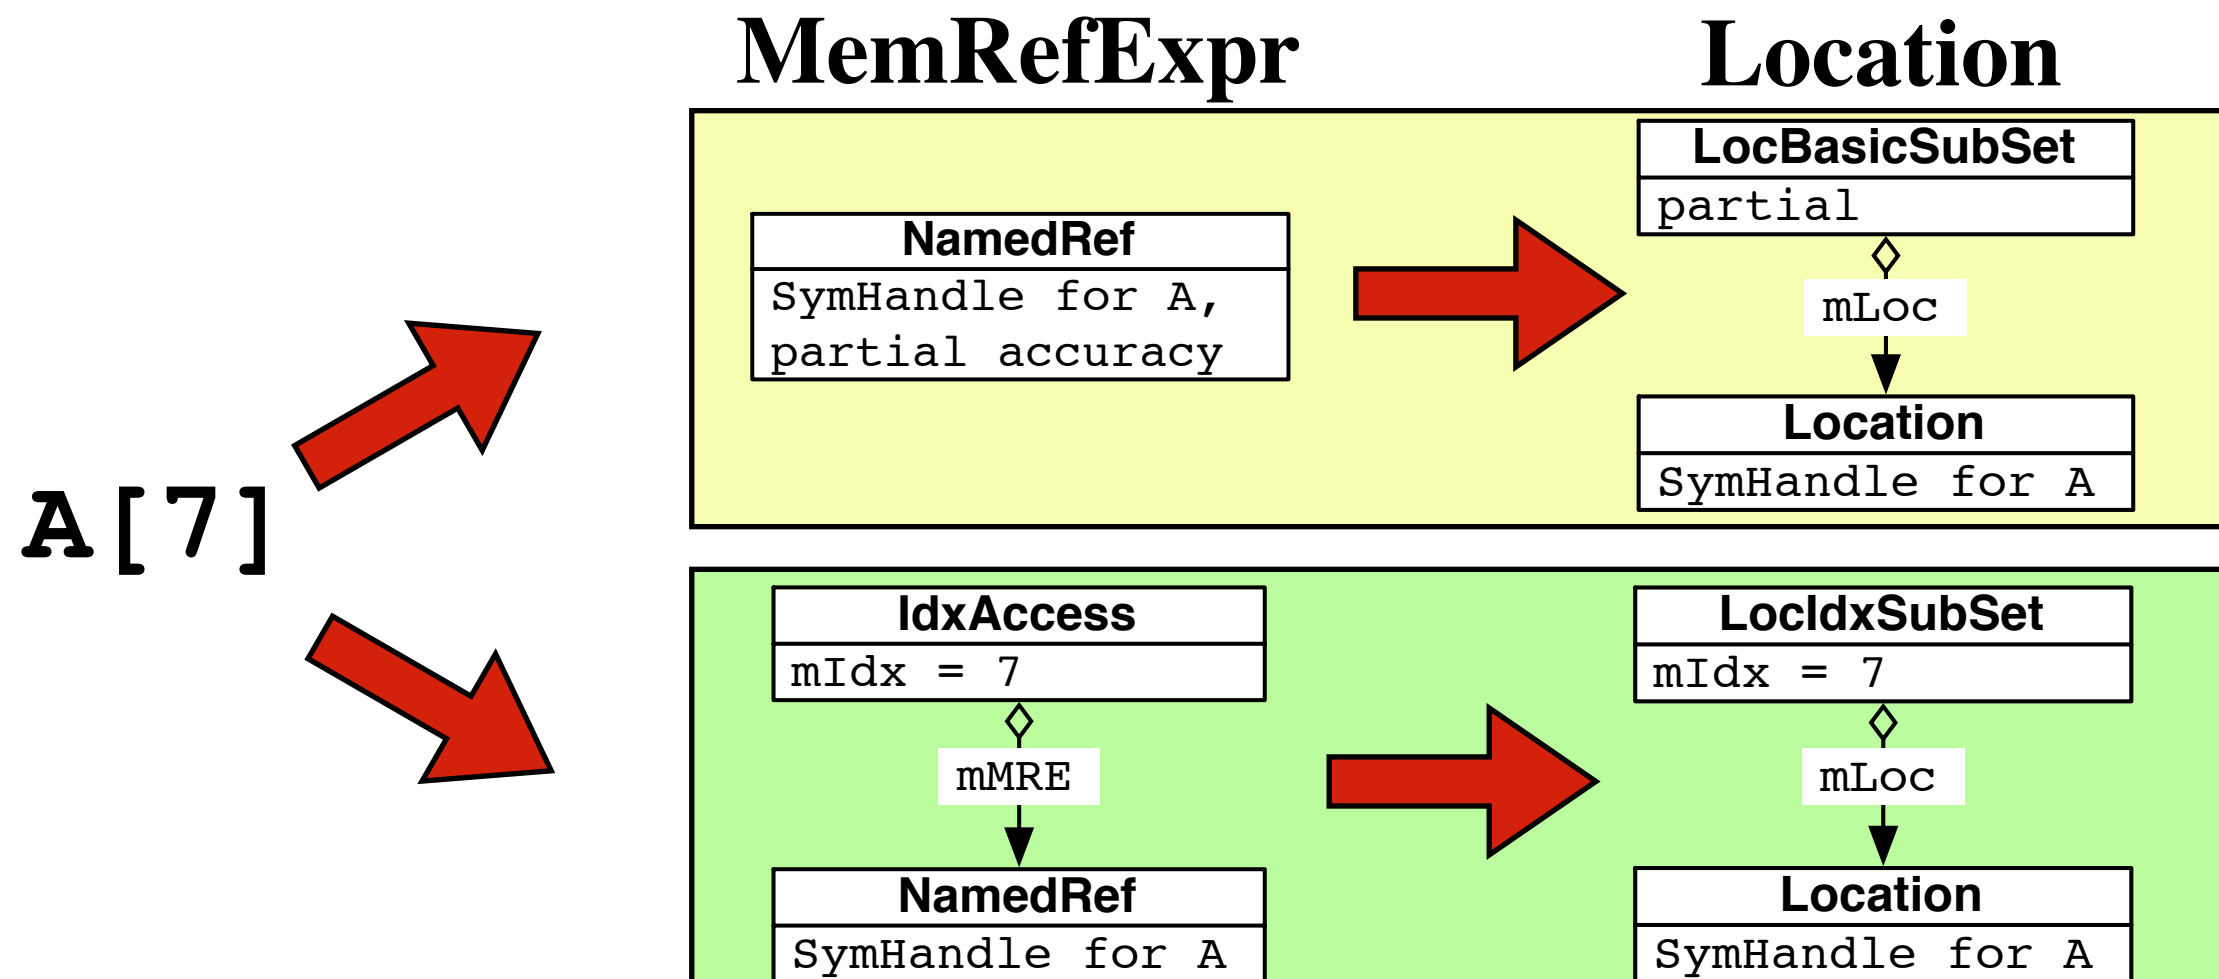 MemRefExpr
Location
A[7]
NamedRef
SymHandle for A,
partial accuracy
LocBasicSubSet
partial
mLoc
Location
SymHandle for A
IdxAccess
mIdx = 7
mMRE
NamedRef
SymHandle for A
LocIdxSubSet
mIdx = 7
mLoc
Location
SymHandle for A